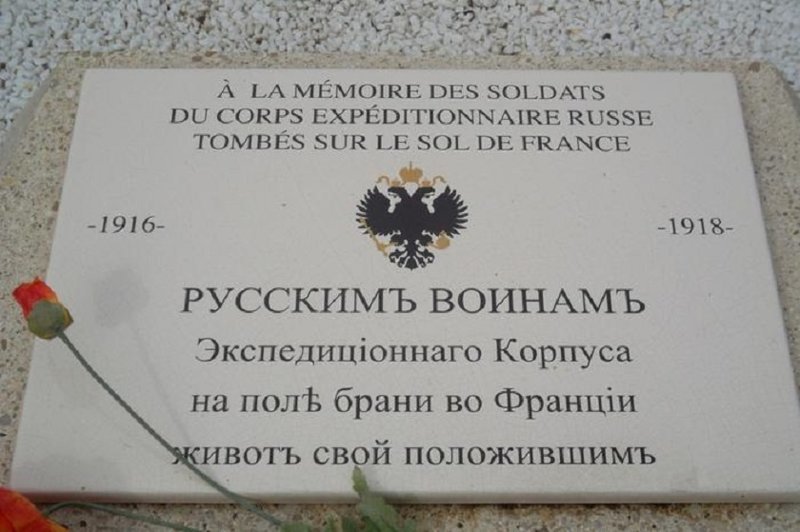 À LA MÉMOIRE DES SOLDATS
DU CORPS EXPÉDITIONNAIRE RUSSE
TOMBÉS SUR LE SOL DE FRANCE
-1916- -1918-
РУССКИМЪ ВОИНАМЪ
Экспедиціоннаго Корпуса
на полѣ брани во Франціи
животъ свой положившимъ